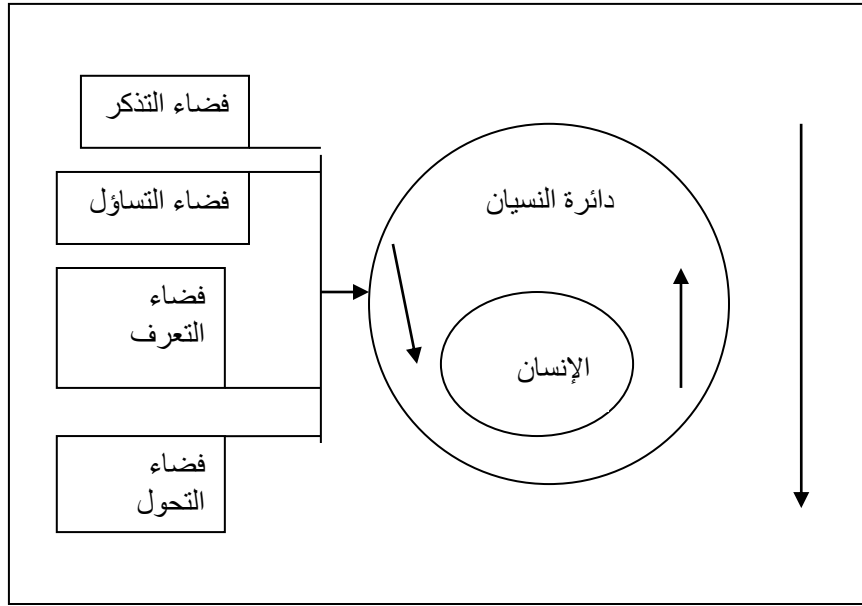 فضاء التذكر
فضاء التساؤل
فضاء
التعرف
فضاء
التحول
دائرة النسيان
الإنسان